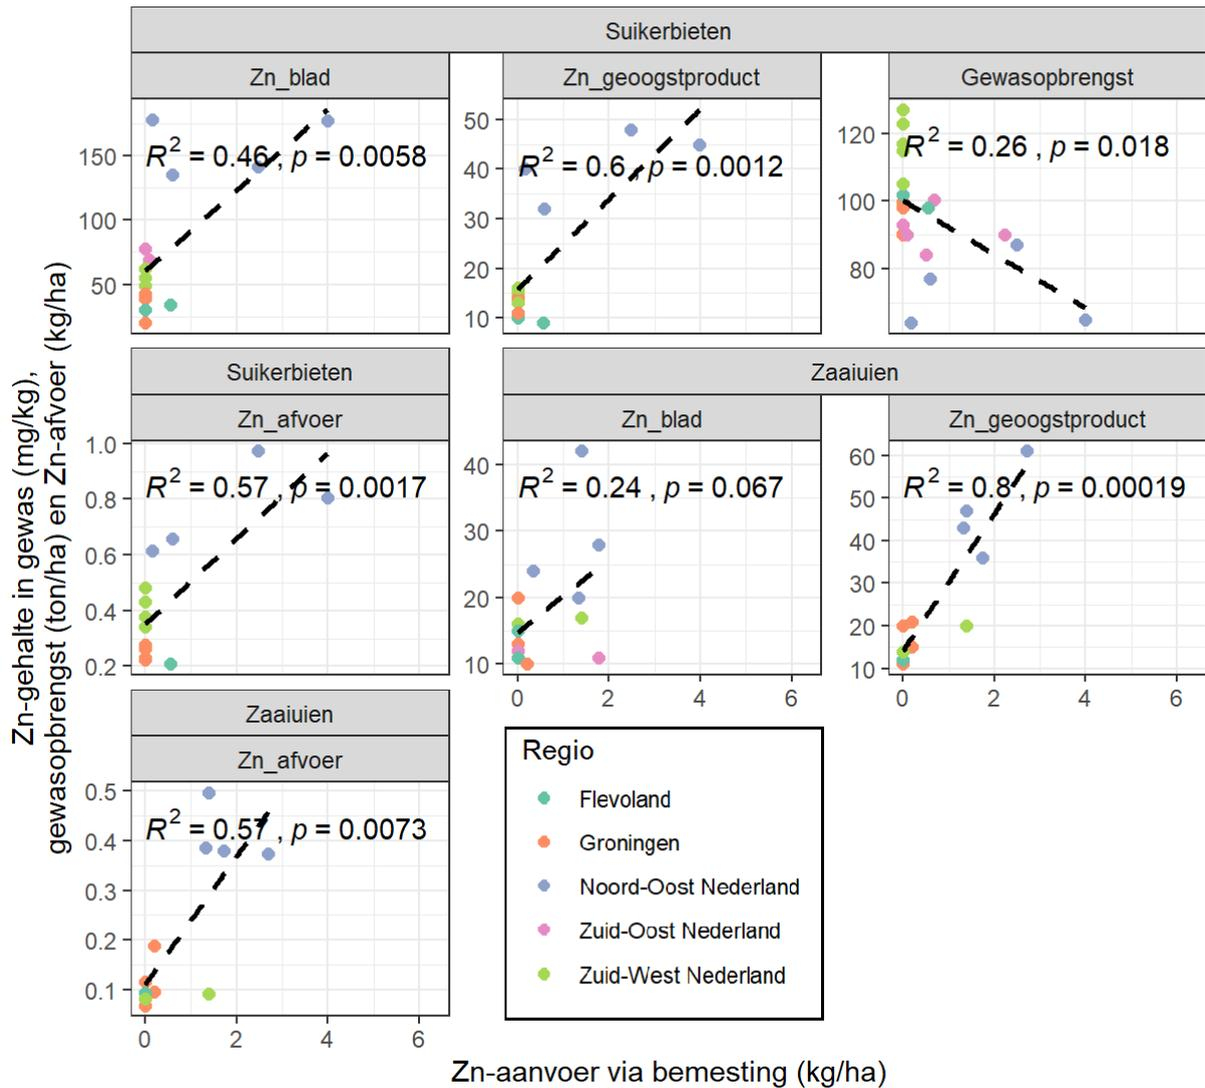 Suikerbieten
Zn_blad
Zn_geoogstproduct
Gewasopbrengst
150
100
50
R² = 0.46 , p = 0.0058
50
40
30
20
10
R² = 0.6 , p = 0.0012
120
100
80
R² = 0.26 , p = 0.018
Suikerbieten
Zaaiuien
Zn_afvoer
Zn_blad
Zn_geoogstproduct
1.0
0.8
0.6
0.4
0.2
R² = 0.57 , p = 0.0017
40
30
20
10
R² = 0.24 , p = 0.067
0 2 4 6
60
50
40
30
20
10
R² = 0.8 , p = 0.00019
0 2 4 6
Zaaiuien
Zn_afvoer
0.5
0.4
0.3
0.2
0.1
R² = 0.57 , p = 0.0073
0 2 4 6
Regio
Flevoland
Groningen
Noord-Oost Nederland
Zuid-Oost Nederland
Zuid-West Nederland
Zn-gehalte in gewas (mg/kg),
gewasopbrengst (ton/ha) en Zn-afvoer (kg/ha)
Zn-aanvoer via bemesting (kg/ha)